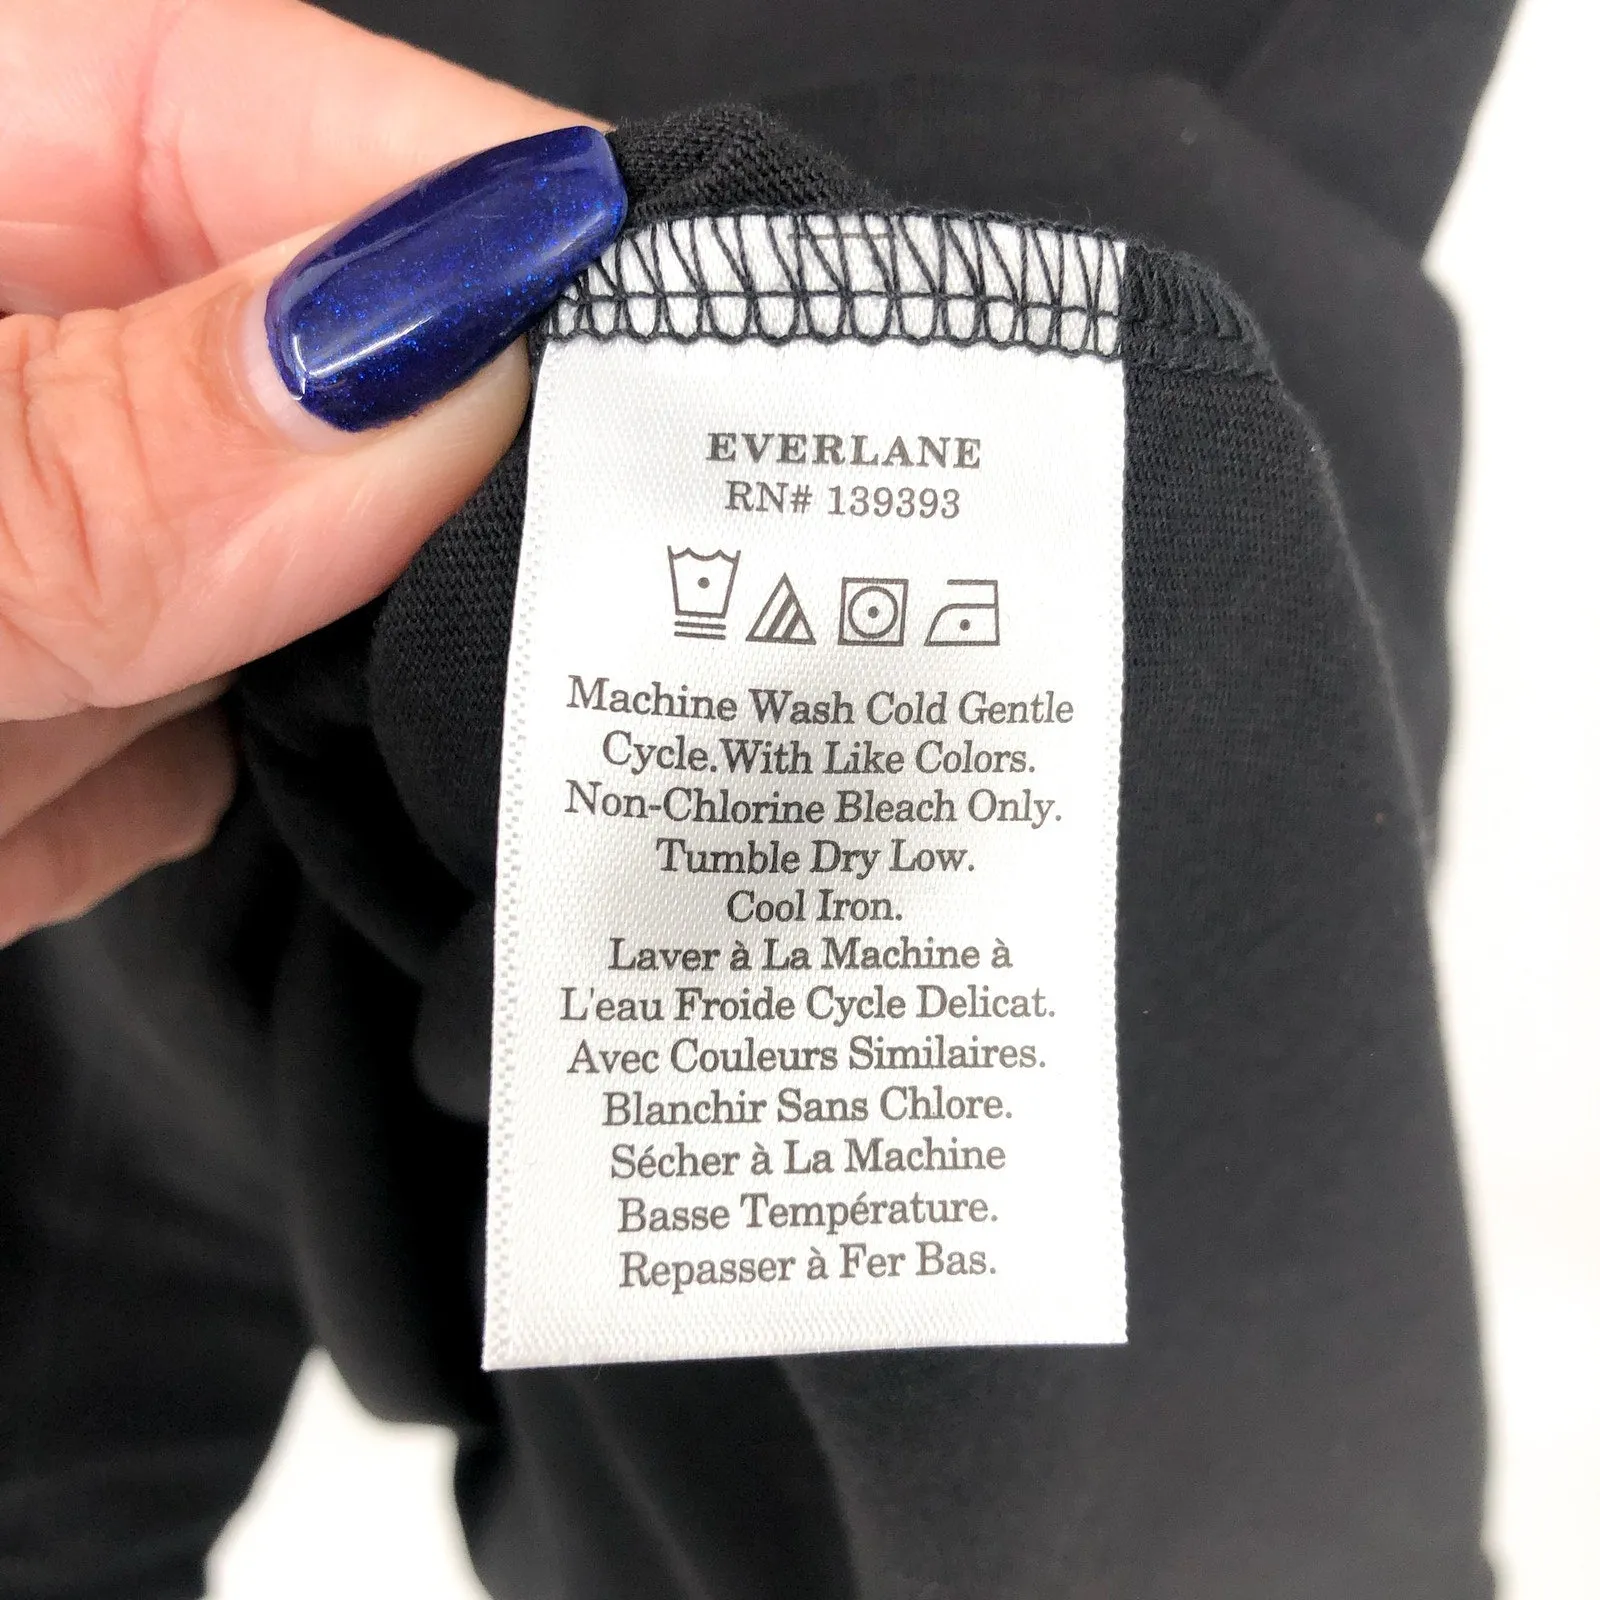 EVERLANE
RN# 139393
Machine Wash Cold Gentle
Cycle.With Like Colors.
Non-Chlorine Bleach Only.
Tumble Dry Low.
Cool Iron.
Laver à La Machine à
L'eau Froide Cycle Delicat.
Avec Couleurs Similaires.
Blanchir Sans Chlore.
Sécher à La Machine
Basse Température.
Repasser à Fer Bas.